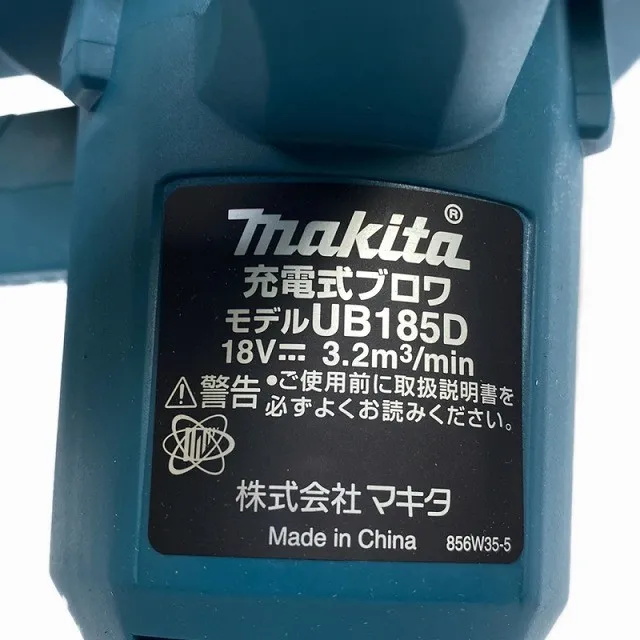 makita®
充電式ブロワ
モデルUB185D
18V⎓ 3.2m³/min
⚠警告 •ご使用前に取扱説明書を
必ずよくお読みください。
株式会社 マキタ
Made in China 856W35-5